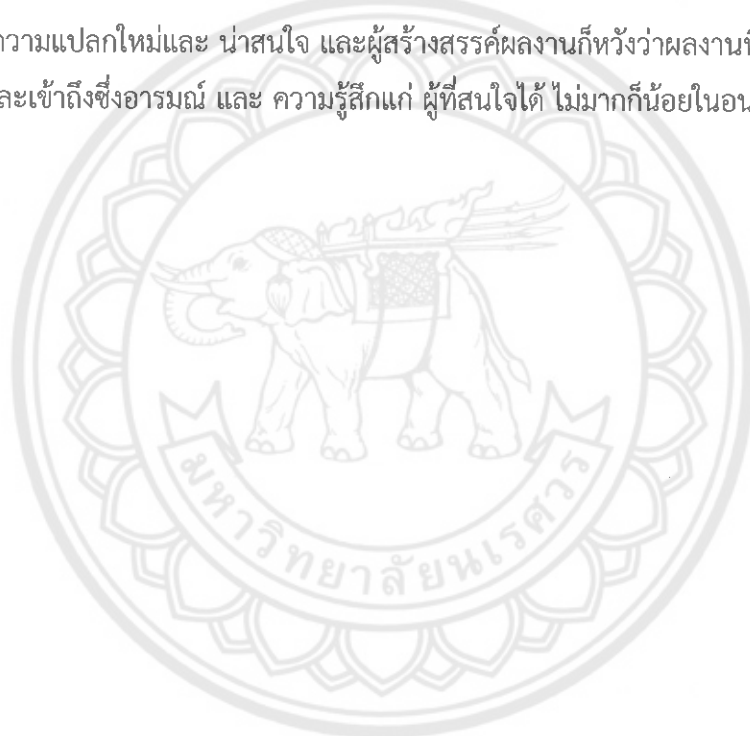 ความแปลกใหม่และ น่าสนใจ และผู้สร้างสรรค์ผลงานก็หวังว่าผลงาน
และเข้าถึงซึ่งอารมณ์ และ ความรู้สึกแก่ ผู้ที่สนใจได้ ไม่มากก็น้อยใน
มหาวิทยาลัยนเรศวร